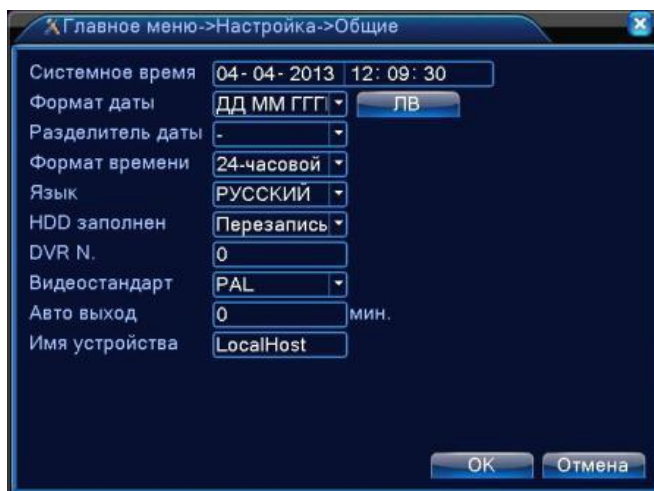 Главное меню->Настройка->Общие
Системное время 04-04-2013 12:09:30
Формат даты ДД ММ ГГГ ЛВ
Разделитель даты -
Формат времени 24-часовой
Язык РУССКИЙ
HDD заполнен Перезапись
DVR N. 0
Видеостандарт PAL
Авто выход 0 мин.
Имя устройства LocalHost
OK Отмена